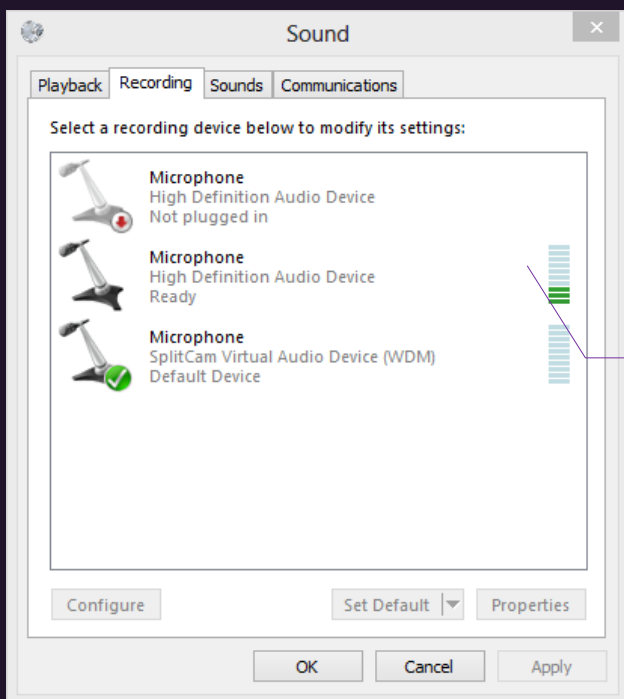 Sound
Playback Recording Sounds Communications
Select a recording device below to modify its settings:
Microphone
High Definition Audio Device
Not plugged in
Microphone
High Definition Audio Device
Ready
Microphone
SplitCam Virtual Audio Device (WDM)
Default Device
Configure Set Default Properties
OK Cancel Apply